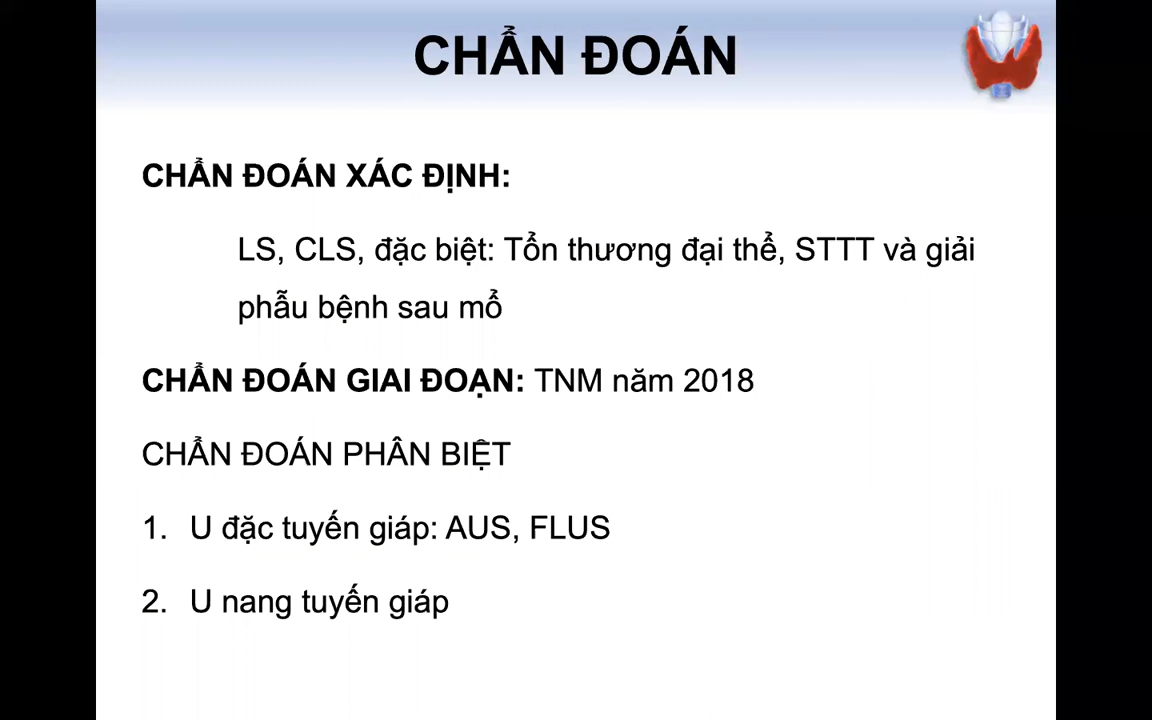 CHẨN ĐOÁN
CHẨN ĐOÁN XÁC ĐỊNH:
LS, CLS, đặc biệt: Tổn thương đại thể, STTT và giải
phẫu bệnh sau mổ
CHẨN ĐOÁN GIAI ĐOẠN: TNM năm 2018
CHẨN ĐOÁN PHÂN BIỆT
1. U đặc tuyến giáp: AUS, FLUS
2. U nang tuyến giáp